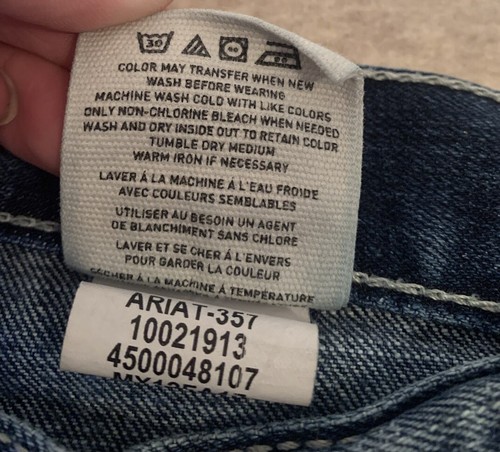 30
COLOR MAY TRANSFER WHEN NEW
WASH BEFORE WEARING
MACHINE WASH COLD WITH LIKE COLORS
ONLY NON-CHLORINE BLEACH WHEN NEEDED
WASH AND DRY INSIDE OUT TO RETAIN COLOR
TUMBLE DRY MEDIUM
WARM IRON IF NECESSARY
LAVER Á LA MACHINE Á L'EAU FROIDE
AVEC COULEURS SEMBLABLES
UTILISER AU BESOIN UN AGENT
DE BLANCHIMENT SANS CHLORE
LAVER ET SE CHER Á L'ENVERS
POUR GARDER LA COULEUR
SÉCHER Á LA MACHINE Á TEMPÉRATURE
ARIAT-357
10021913
4500048107